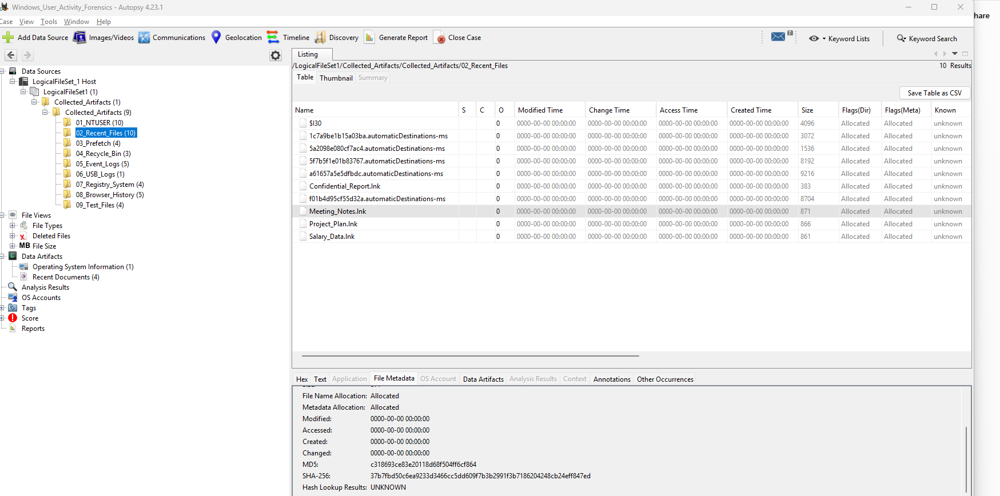 Windows_User_Activity_Forensics - Autopsy 4.23.1
Case View Tools Window Help
hare
Add Data Source Images/Videos Communications Geolocation Timeline Discovery Generate Report Close Case
7 Keyword Lists Keyword Search
Data Sources
LogicalFileSet_1 Host
LogicalFileSet1 (1)
Collected_Artifacts (1)
Collected_Artifacts (9)
01_NTUSER (10)
02_Recent_Files (10)
03_Prefetch (4)
04_Recycle_Bin (3)
05_Event_Logs (5)
06_USB_Logs (1)
07_Registry_System (4)
08_Browser_History (5)
09_Test_Files (4)
File Views
File Types
Deleted Files
MB File Size
Data Artifacts
Operating System Information (1)
Recent Documents (4)
Analysis Results
OS Accounts
Tags
Score
Reports
Listing
/LogicalFileSet1/Collected_Artifacts/Collected_Artifacts/02_Recent_Files 10 Results
Table Thumbnail Summary
Save Table as CSV
Name S C O Modified Time Change Time Access Time Created Time Size Flags(Dir) Flags(Meta) Known
$I30 0 0000-00-00 00:00:00 0000-00-00 00:00:00 0000-00-00 00:00:00 0000-00-00 00:00:00 4096 Allocated Allocated unknown
1c7a9be1b15a03ba.automaticDestinations-ms 0 0000-00-00 00:00:00 0000-00-00 00:00:00 0000-00-00 00:00:00 0000-00-00 00:00:00 3072 Allocated Allocated unknown
5a2098e080cf7ac4.automaticDestinations-ms 0 0000-00-00 00:00:00 0000-00-00 00:00:00 0000-00-00 00:00:00 0000-00-00 00:00:00 1536 Allocated Allocated unknown
5f7b5f1e01b83767.automaticDestinations-ms 0 0000-00-00 00:00:00 0000-00-00 00:00:00 0000-00-00 00:00:00 0000-00-00 00:00:00 8192 Allocated Allocated unknown
a61657a5e5dfbdc.automaticDestinations-ms 0 0000-00-00 00:00:00 0000-00-00 00:00:00 0000-00-00 00:00:00 0000-00-00 00:00:00 9216 Allocated Allocated unknown
Confidential_Report.lnk 0 0000-00-00 00:00:00 0000-00-00 00:00:00 0000-00-00 00:00:00 0000-00-00 00:00:00 383 Allocated Allocated unknown
f01b4d95cf55d32a.automaticDestinations-ms 0 0000-00-00 00:00:00 0000-00-00 00:00:00 0000-00-00 00:00:00 0000-00-00 00:00:00 8704 Allocated Allocated unknown
Meeting_Notes.lnk 0 0000-00-00 00:00:00 0000-00-00 00:00:00 0000-00-00 00:00:00 0000-00-00 00:00:00 871 Allocated Allocated unknown
Project_Plan.lnk 0 0000-00-00 00:00:00 0000-00-00 00:00:00 0000-00-00 00:00:00 0000-00-00 00:00:00 866 Allocated Allocated unknown
Salary_Data.lnk 0 0000-00-00 00:00:00 0000-00-00 00:00:00 0000-00-00 00:00:00 0000-00-00 00:00:00 861 Allocated Allocated unknown
Hex Text Application File Metadata OS Account Data Artifacts Analysis Results Context Annotations Other Occurrences
File Name Allocation: Allocated
Metadata Allocation: Allocated
Modified: 0000-00-00 00:00:00
Accessed: 0000-00-00 00:00:00
Created: 0000-00-00 00:00:00
Changed: 0000-00-00 00:00:00
MD5: c318693ce83e20118d68f504ff6cf864
SHA-256: 37b7fbd50c6ea9233d3466cc5dd609f7b3b2991f3b7186204248cb24eff847ed
Hash Lookup Results: UNKNOWN